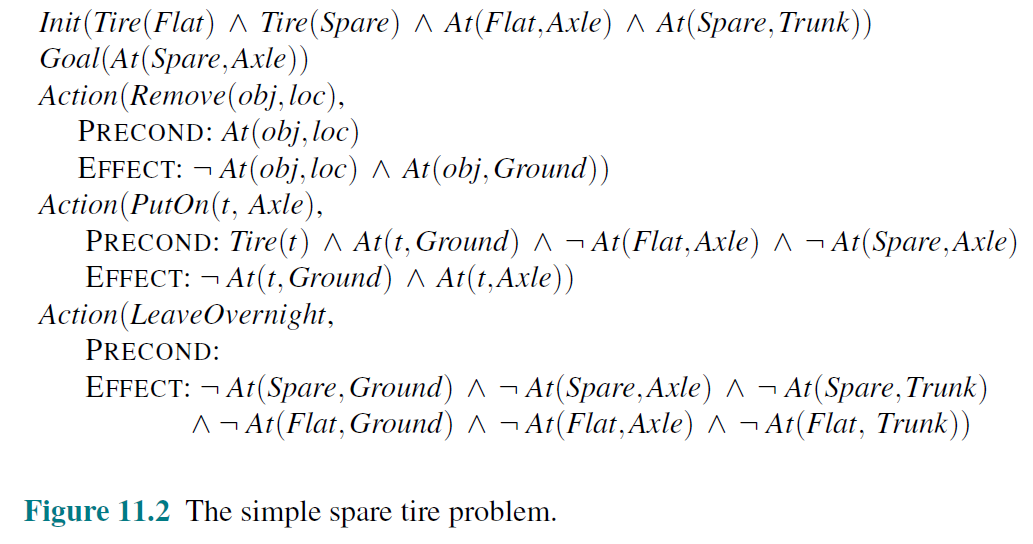 Init(Tire(Flat) ∧ Tire(Spare) ∧ At(Flat,Axle) ∧ At(Spare,Trunk))
Goal(At(Spare,Axle))
Action(Remove(obj,loc),
PRECOND: At(obj,loc)
EFFECT: ¬ At(obj,loc) ∧ At(obj,Ground))
Action(PutOn(t, Axle),
PRECOND: Tire(t) ∧ At(t,Ground) ∧ ¬ At(Flat,Axle) ∧ ¬ At(Spare,Axle)
EFFECT: ¬ At(t,Ground) ∧ At(t,Axle))
Action(LeaveOvernight,
PRECOND:
EFFECT: ¬ At(Spare,Ground) ∧ ¬ At(Spare,Axle) ∧ ¬ At(Spare,Trunk)
∧ ¬ At(Flat,Ground) ∧ ¬ At(Flat,Axle) ∧ ¬ At(Flat, Trunk))
Figure 11.2 The simple spare tire problem.